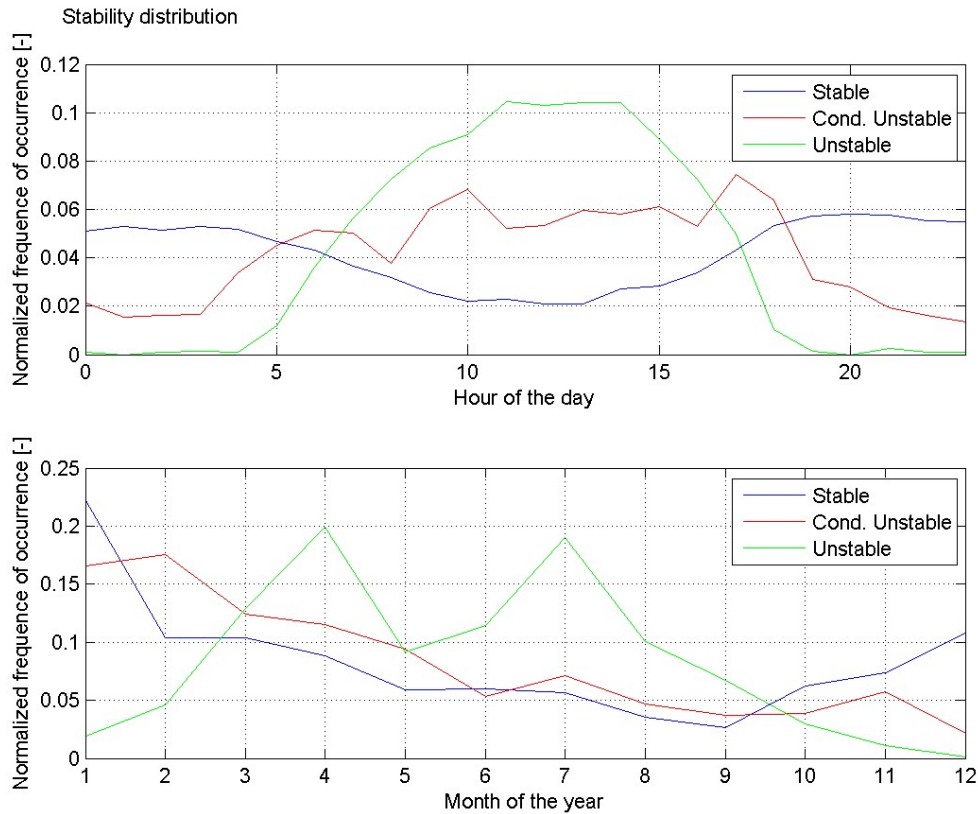 Stability distribution
Normalized frequence of occurrence [-]
0.12
0.1
0.08
0.06
0.04
0.02
0
Stable
Cond. Unstable
Unstable
0 5 10 15 20
Hour of the day
Normalized frequence of occurrence [-]
0.25
0.2
0.15
0.1
0.05
0
Stable
Cond. Unstable
Unstable
1 2 3 4 5 6 7 8 9 10 11 12
Month of the year